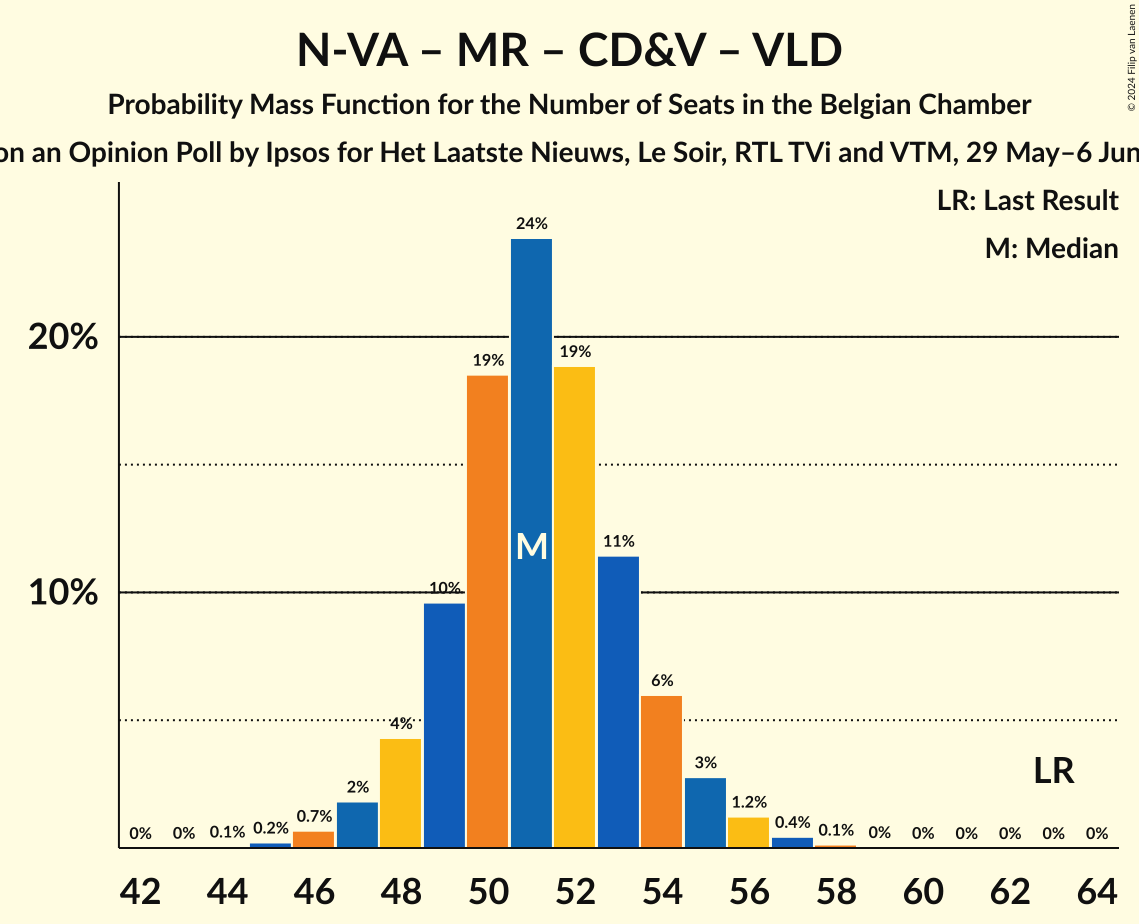 N-VA – MR – CD&V – VLD
Probability Mass Function for the Number of Seats in the Belgian Chamber
on an Opinion Poll by Ipsos for Het Laatste Nieuws, Le Soir, RTL TVi and VTM, 29 May–6 Jun
© 2024 Filip van Laenen
LR: Last Result
M: Median
24%
20%
19% 19%
M
11%
10%
10%
6%
4%
LR
3%
2%
0% 0% 0.1% 0.2% 0.7% 1.2% 0.4% 0.1% 0% 0% 0% 0% 0% 0%
42 44 46 48 50 52 54 56 58 60 62 64